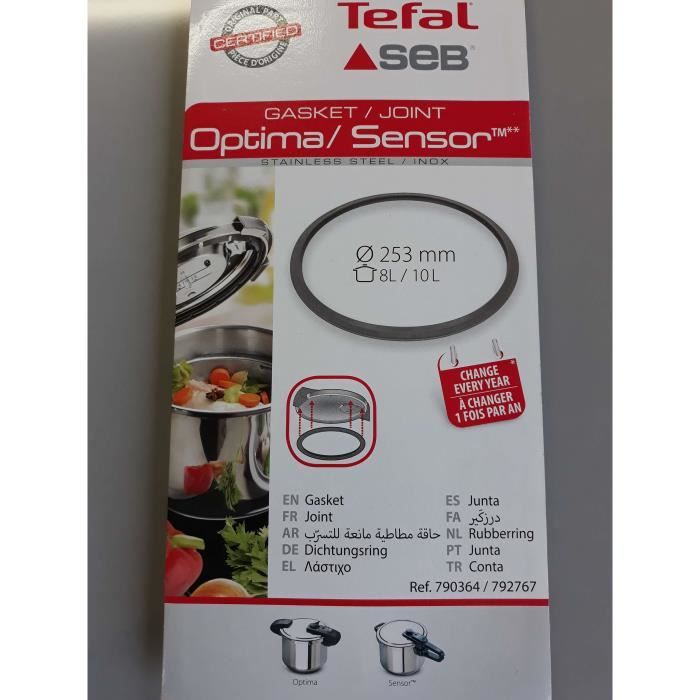 ORIGINAL PART
CERTIFIED
PIÈCE D'ORIGINE
Tefal
SEB®
GASKET / JOINT
Optima / Sensor™**
STAINLESS STEEL / INOX
Ø 253 mm
8L / 10L
CHANGE
EVERY YEAR*
À CHANGER
1 FOIS PAR AN
EN Gasket
FR Joint
AR حاقة مطاطية مانعة للتسرّب
DE Dichtungsring
EL Λάστιχο
ES Junta
FA درزگیر
NL Rubberring
PT Junta
TR Conta
Ref. 790364 / 792767
Optima
Sensor™